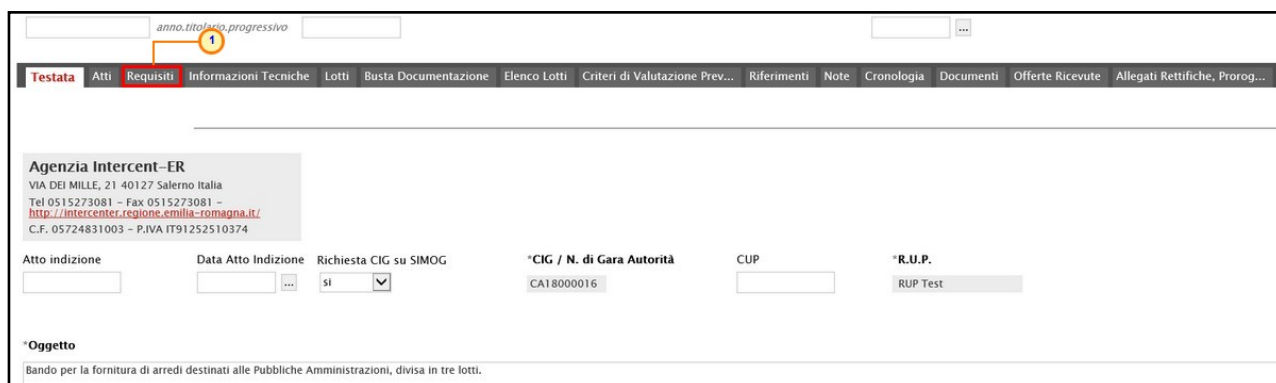 anno.titolario.progressivo
...
1
Testata Atti Requisiti Informazioni Tecniche Lotti Busta Documentazione Elenco Lotti Criteri di Valutazione Prev... Riferimenti Note Cronologia Documenti Offerte Ricevute Allegati Rettifiche, Prorog...
Agenzia Intercent-ER
VIA DEI MILLE, 21 40127 Salerno Italia
Tel 0515273081 - Fax 0515273081 -
http://intercenter.regione.emilia-romagna.it/
C.F. 05724831003 - P.IVA IT91252510374
Atto indizione Data Atto Indizione Richiesta CIG su SIMOG *CIG / N. di Gara Autorità CUP *R.U.P.
... si CA18000016 RUP Test
*Oggetto
Bando per la fornitura di arredi destinati alle Pubbliche Amministrazioni, divisa in tre lotti.